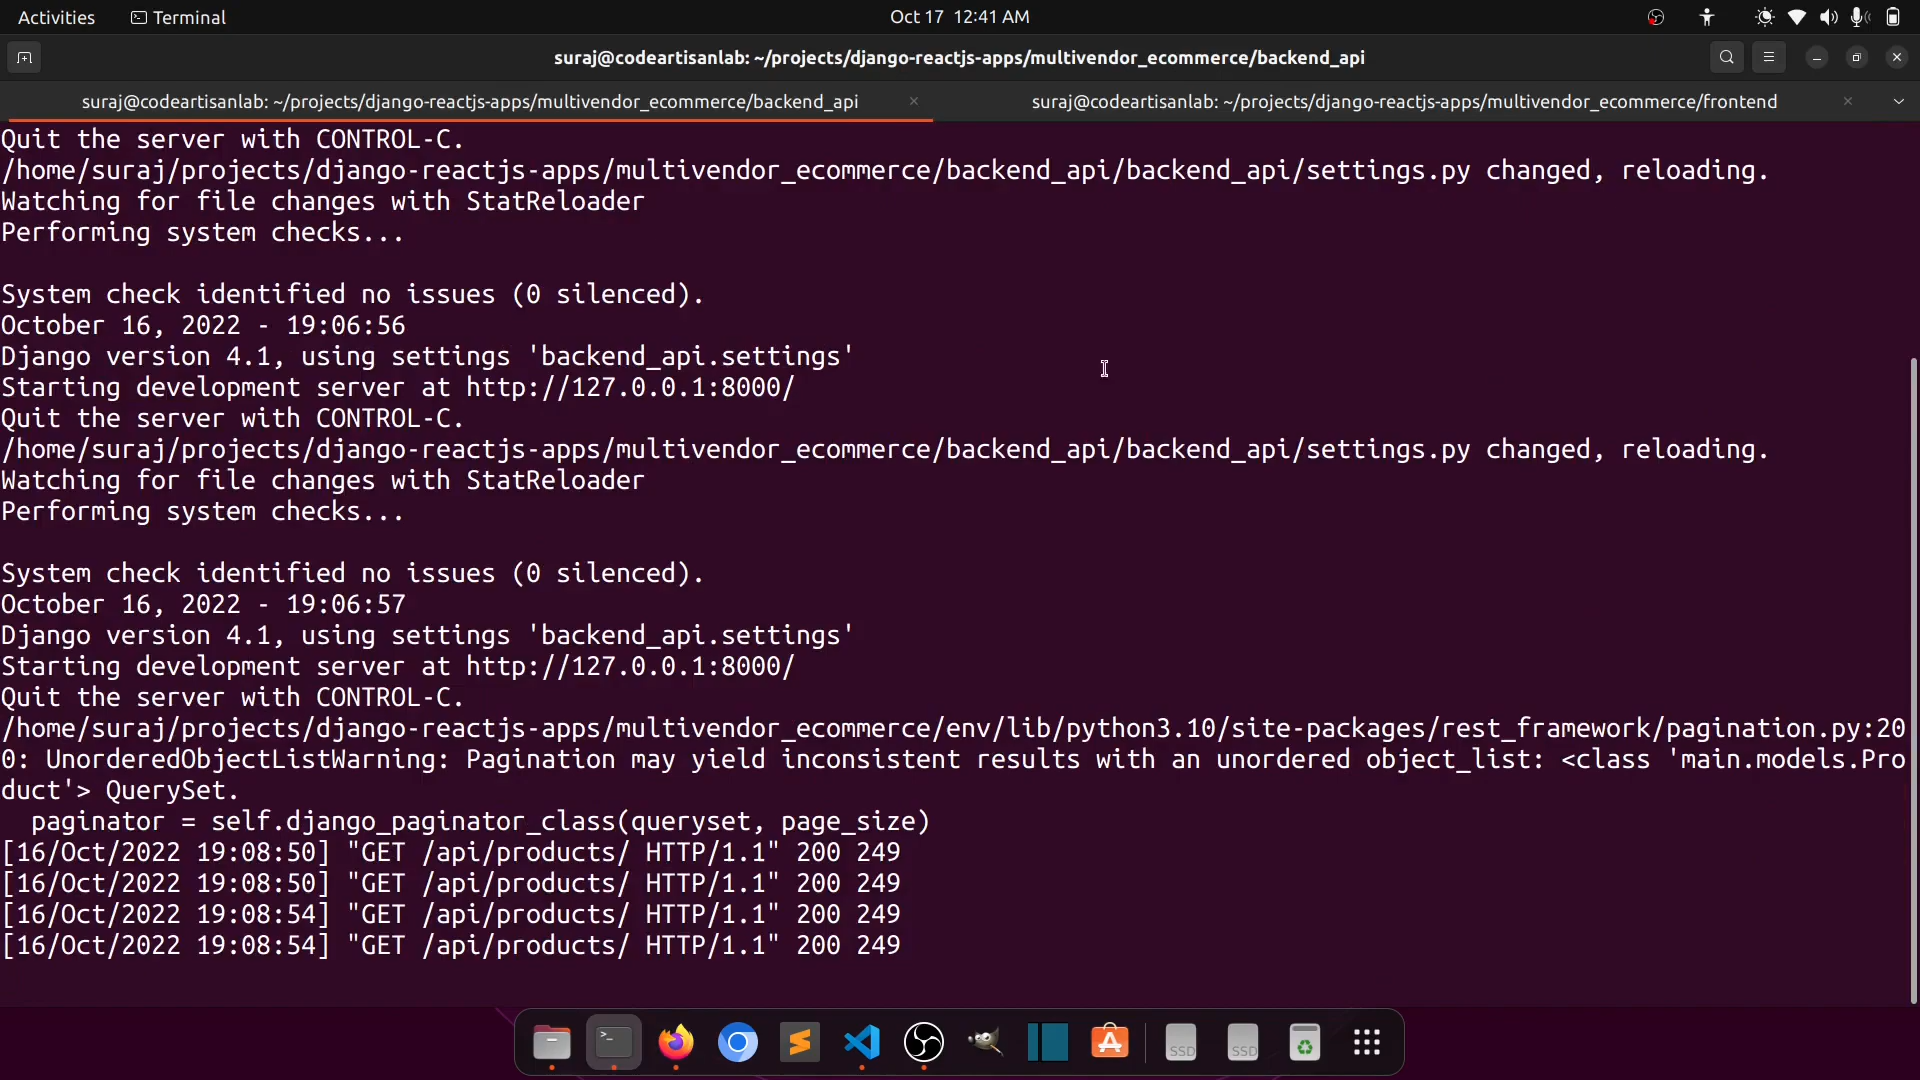 Activities
Terminal
Oct 17 12:41 AM
suraj@codeartisanlab: ~/projects/django-reactjs-apps/multivendor_ecommerce/backend_api
suraj@codeartisanlab: ~/projects/django-reactjs-apps/multivendor_ecommerce/backend_api
suraj@codeartisanlab: ~/projects/django-reactjs-apps/multivendor_ecommerce/frontend
Quit the server with CONTROL-C.
/home/suraj/projects/django-reactjs-apps/multivendor_ecommerce/backend_api/backend_api/settings.py changed, reloading.
Watching for file changes with StatReloader
Performing system checks...
System check identified no issues (0 silenced).
October 16, 2022 - 19:06:56
Django version 4.1, using settings 'backend_api.settings'
Starting development server at http://127.0.0.1:8000/
Quit the server with CONTROL-C.
/home/suraj/projects/django-reactjs-apps/multivendor_ecommerce/backend_api/backend_api/settings.py changed, reloading.
Watching for file changes with StatReloader
Performing system checks...
System check identified no issues (0 silenced).
October 16, 2022 - 19:06:57
Django version 4.1, using settings 'backend_api.settings'
Starting development server at http://127.0.0.1:8000/
Quit the server with CONTROL-C.
/home/suraj/projects/django-reactjs-apps/multivendor_ecommerce/env/lib/python3.10/site-packages/rest_framework/pagination.py:20
0: UnorderedObjectListWarning: Pagination may yield inconsistent results with an unordered object_list: <class 'main.models.Pro
duct'> QuerySet.
  paginator = self.django_paginator_class(queryset, page_size)
[16/Oct/2022 19:08:50] "GET /api/products/ HTTP/1.1" 200 249
[16/Oct/2022 19:08:50] "GET /api/products/ HTTP/1.1" 200 249
[16/Oct/2022 19:08:54] "GET /api/products/ HTTP/1.1" 200 249
[16/Oct/2022 19:08:54] "GET /api/products/ HTTP/1.1" 200 249
SSD
SSD